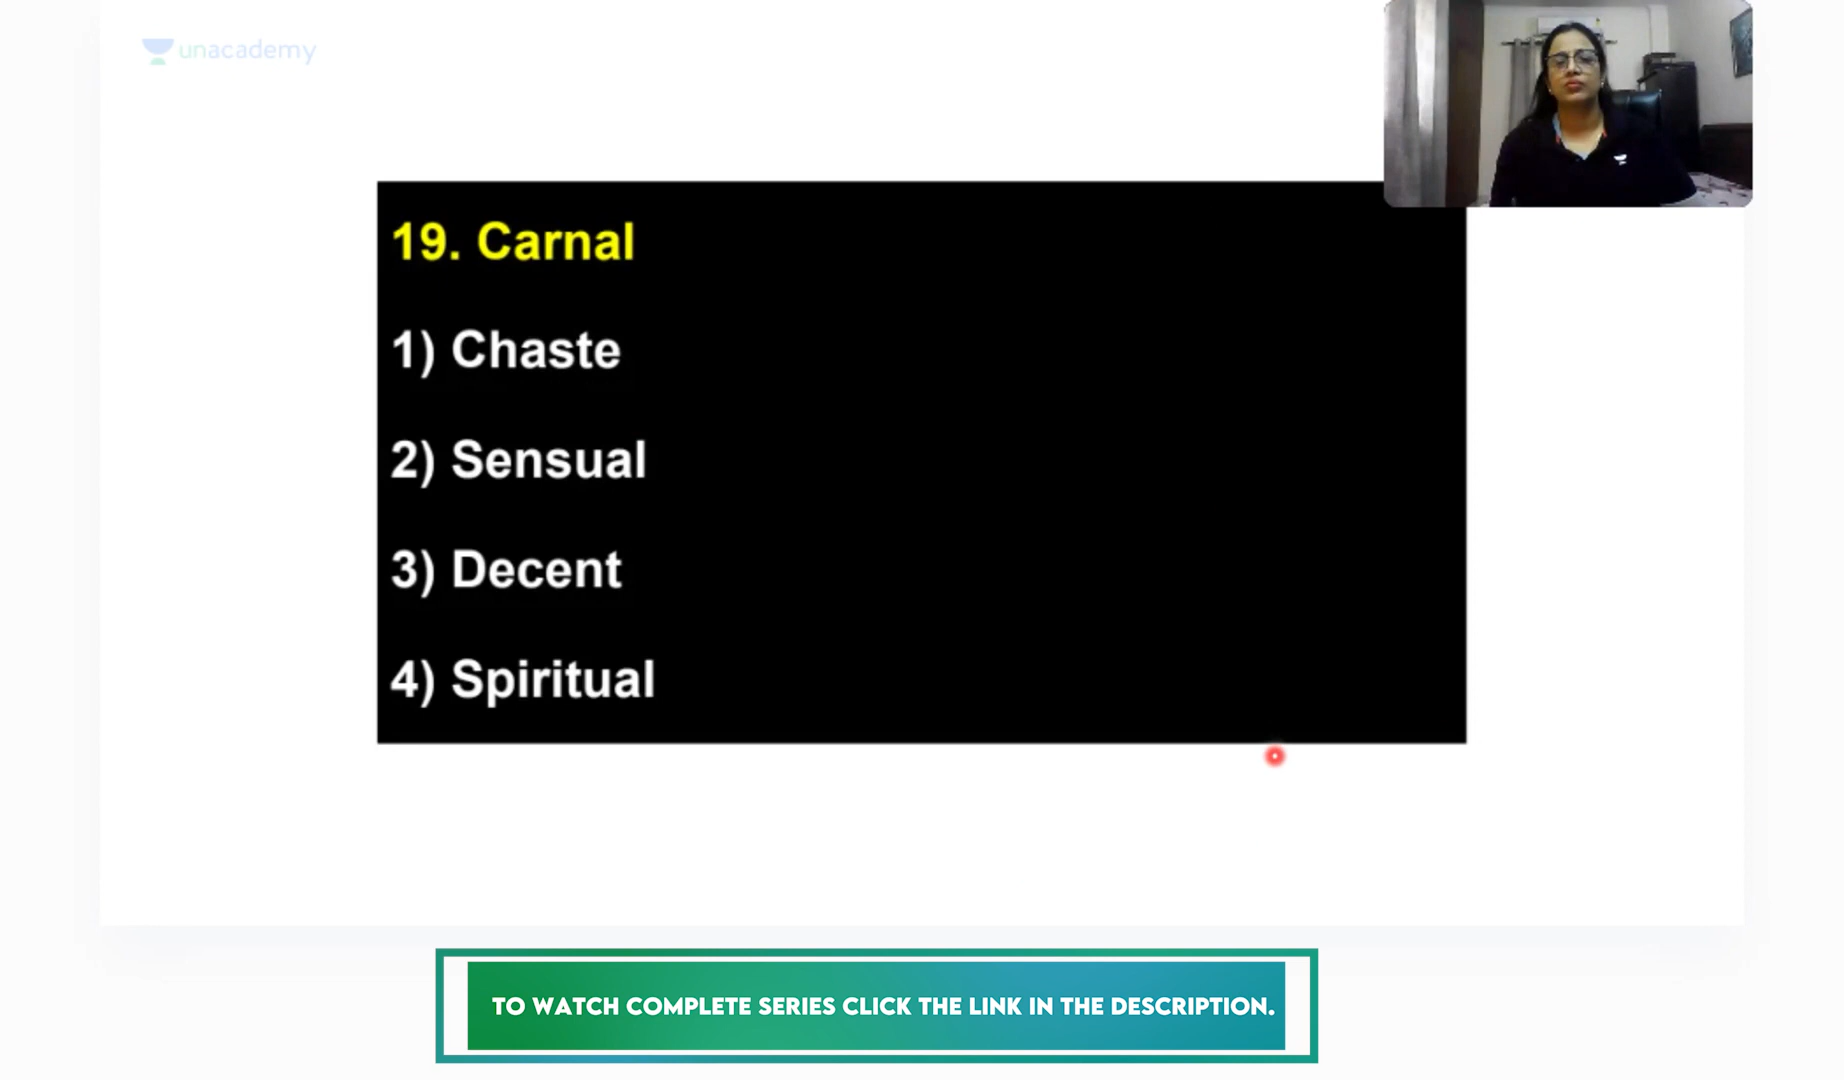 unacademy
19. Carnal
1) Chaste
2) Sensual
3) Decent
4) Spiritual
TO WATCH COMPLETE SERIES CLICK THE LINK IN THE DESCRIPTION.